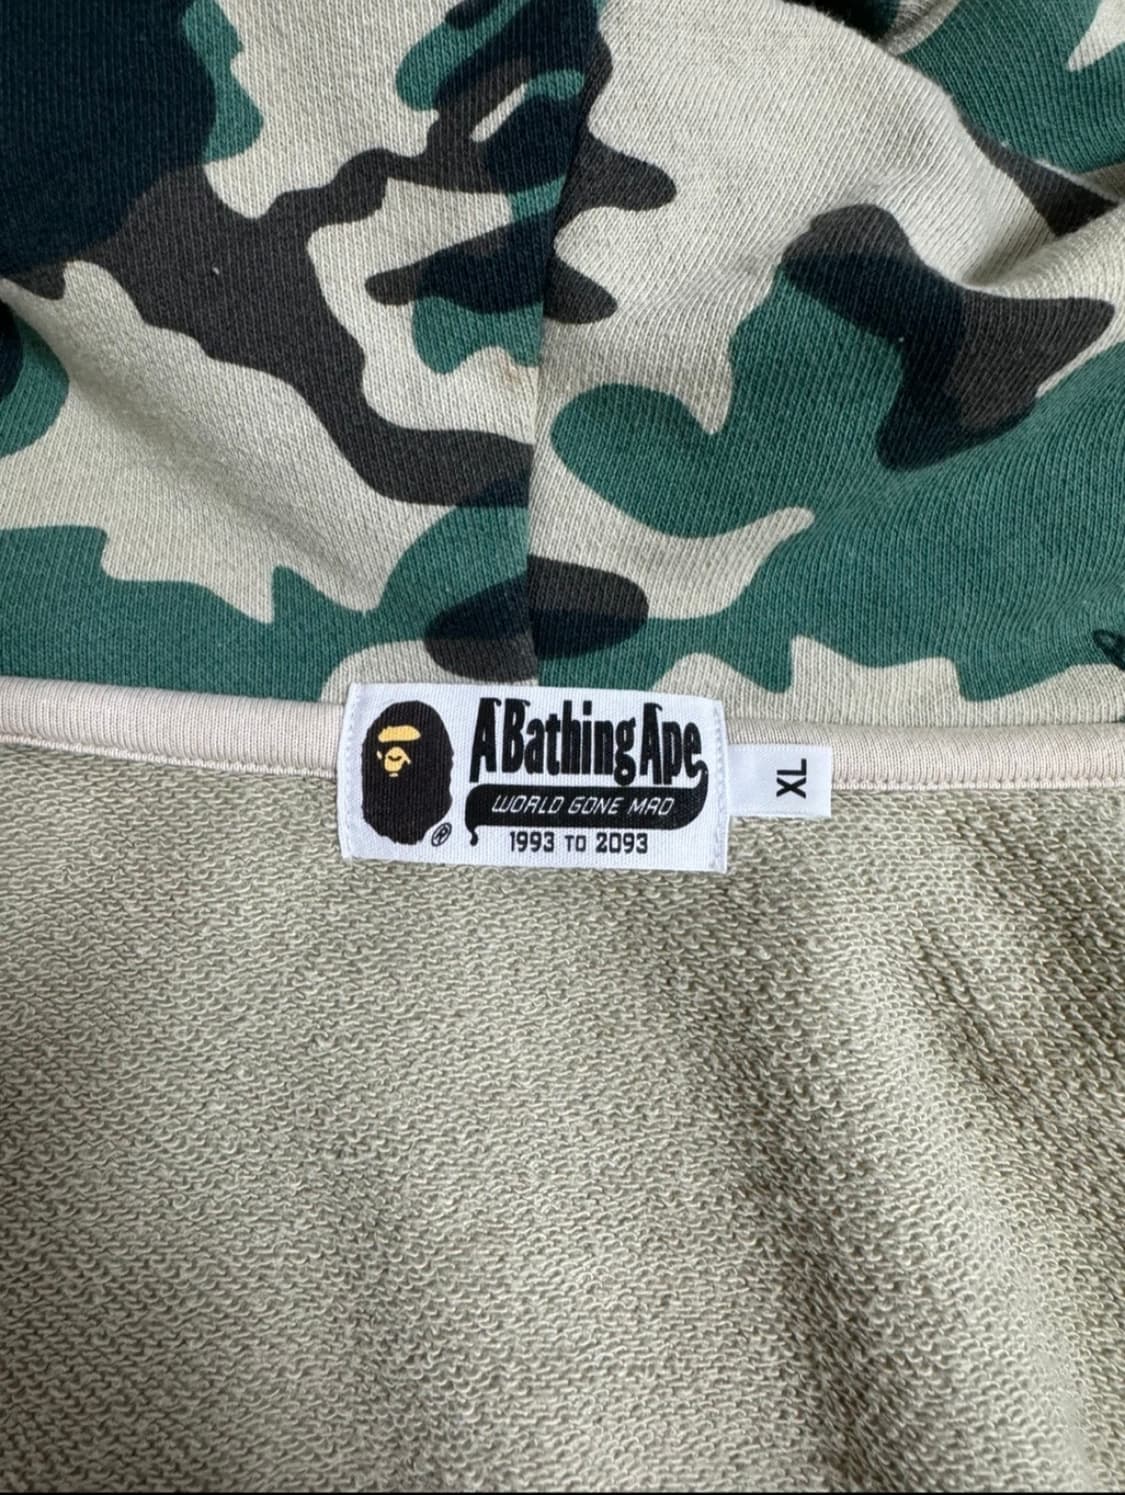 A Bathing Ape
WORLD GONE MAD
1993 TO 2093
®
XL